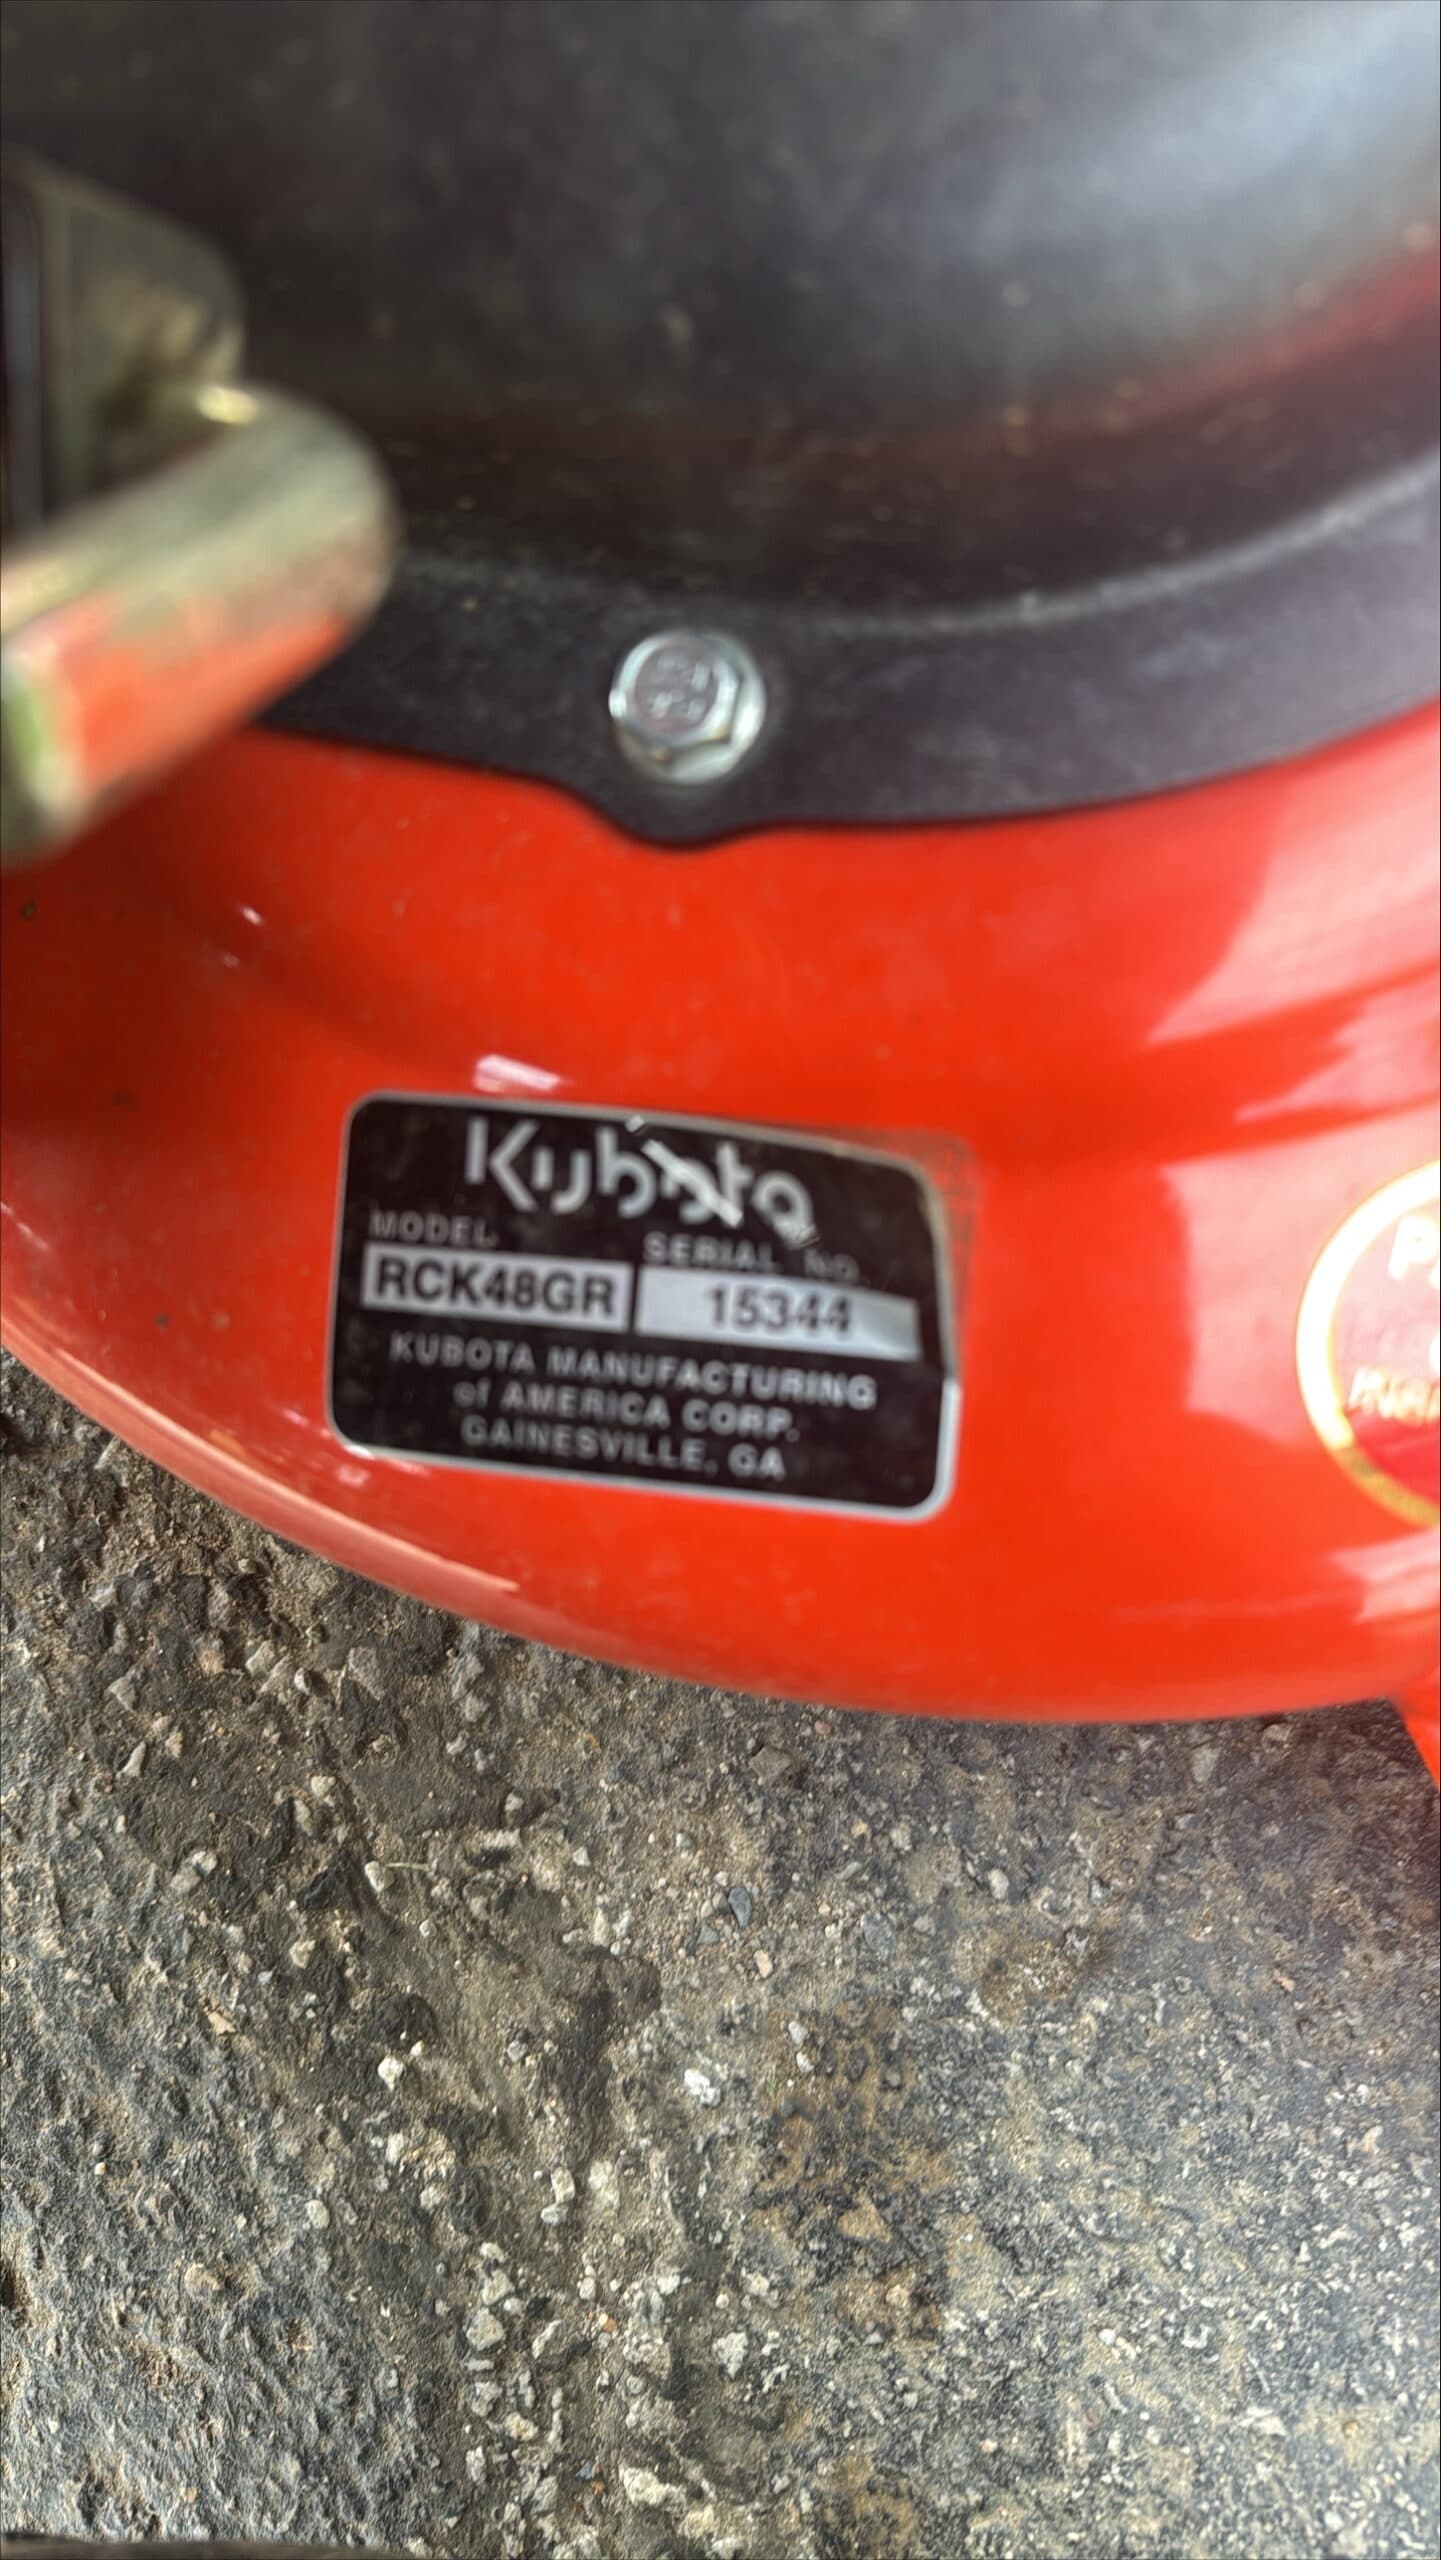 Kubota
MODEL SERIAL NO.
RCK48GR 15344
KUBOTA MANUFACTURING
of AMERICA CORP.
GAINESVILLE, GA